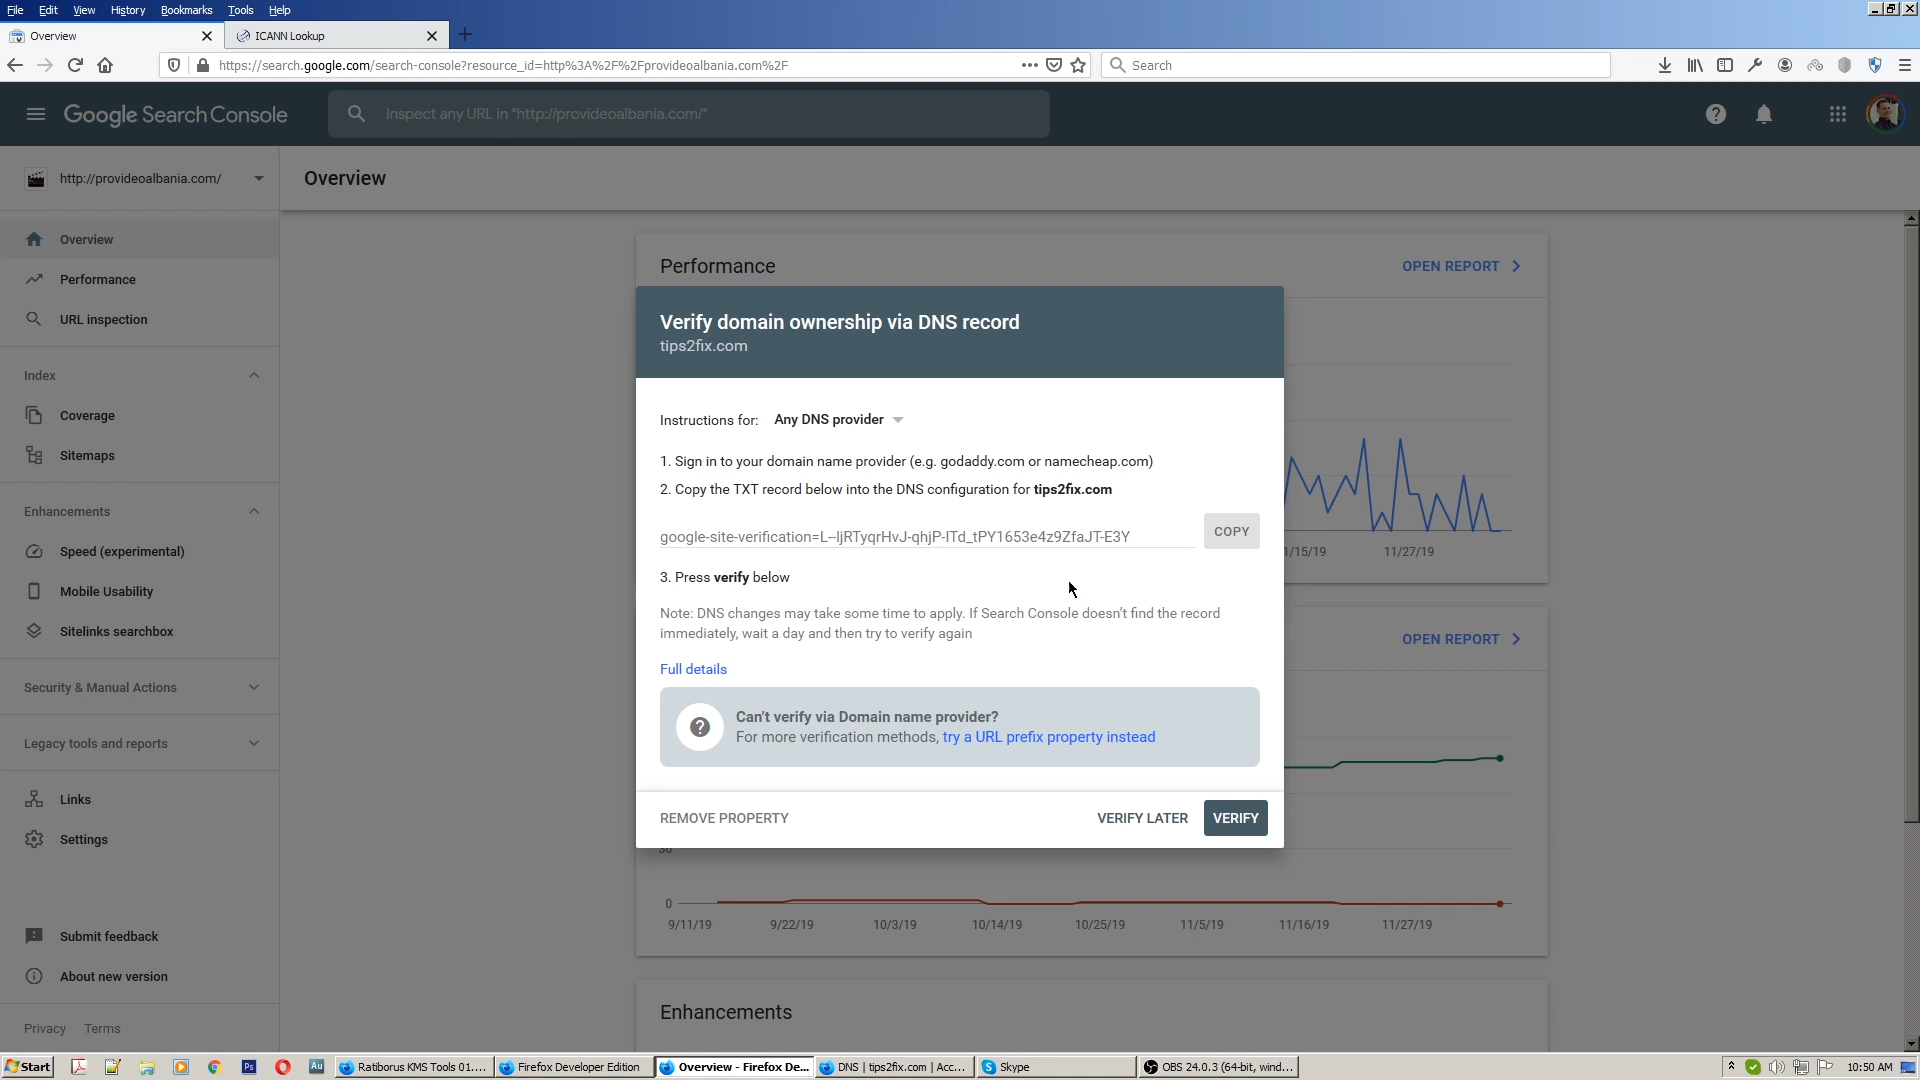 File Edit View History Bookmarks Tools Help
Overview
ICANN Lookup
https://search.google.com/search-console?resource_id=http%3A%2F%2Fprovideoalbania.com%2F
Search
Google Search Console
Inspect any URL in "http://provideoalbania.com/"
http://provideoalbania.com/
Overview
Overview
Performance
URL inspection
Index
Coverage
Sitemaps
Enhancements
Speed (experimental)
Mobile Usability
Sitelinks searchbox
Security & Manual Actions
Legacy tools and reports
Links
Settings
Submit feedback
About new version
Privacy Terms
Performance
OPEN REPORT
Verify domain ownership via DNS record
tips2fix.com
Instructions for: Any DNS provider
1. Sign in to your domain name provider (e.g. godaddy.com or namecheap.com)
2. Copy the TXT record below into the DNS configuration for tips2fix.com
google-site-verification=L--IjRTyqrHvJ-qhjP-ITd_tPY1653e4z9ZfaJT-E3Y
COPY
3. Press verify below
Note: DNS changes may take some time to apply. If Search Console doesn't find the record
immediately, wait a day and then try to verify again
Full details
Can't verify via Domain name provider?
For more verification methods, try a URL prefix property instead
REMOVE PROPERTY
VERIFY LATER
VERIFY
1/15/19 11/27/19
OPEN REPORT
30
0
9/11/19 9/22/19 10/3/19 10/14/19 10/25/19 11/5/19 11/16/19 11/27/19
Enhancements
Start
Ps
Au
Ratiborus KMS Tools 01....
Firefox Developer Edition
Overview - Firefox De...
DNS | tips2fix.com | Acc...
Skype
OBS 24.0.3 (64-bit, wind...
10:50 AM